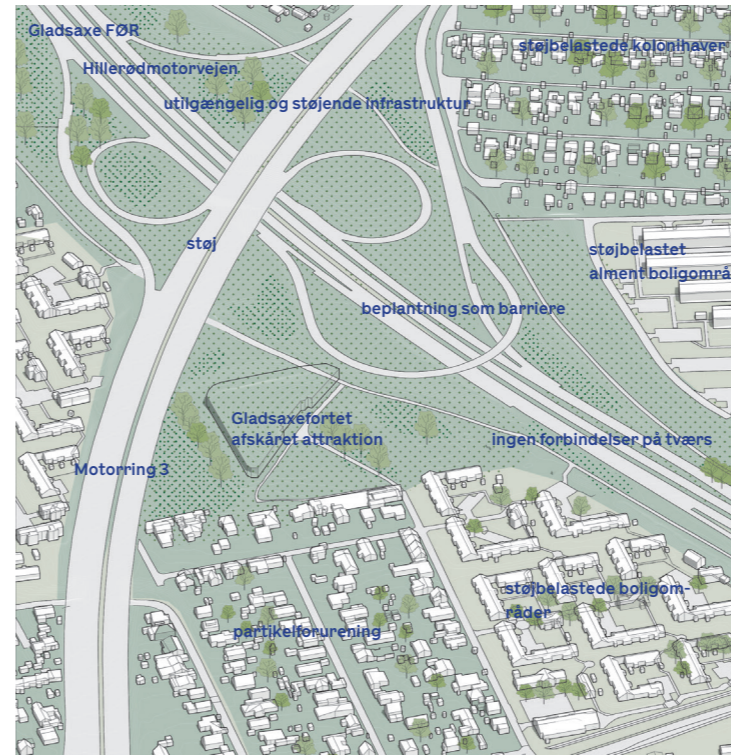 Gladsaxe FØR
støjbelastede kolonihaver
Hillerødmotorvejen
utilgængelig og støjende infrastruktur
støj
støjbelastet
alment boligområ
beplantning som barriere
Gladsaxefortet
afskåret attraktion
ingen forbindelser på tværs
Motorring 3
støjbelastede boligom-
råder
partikelforurening